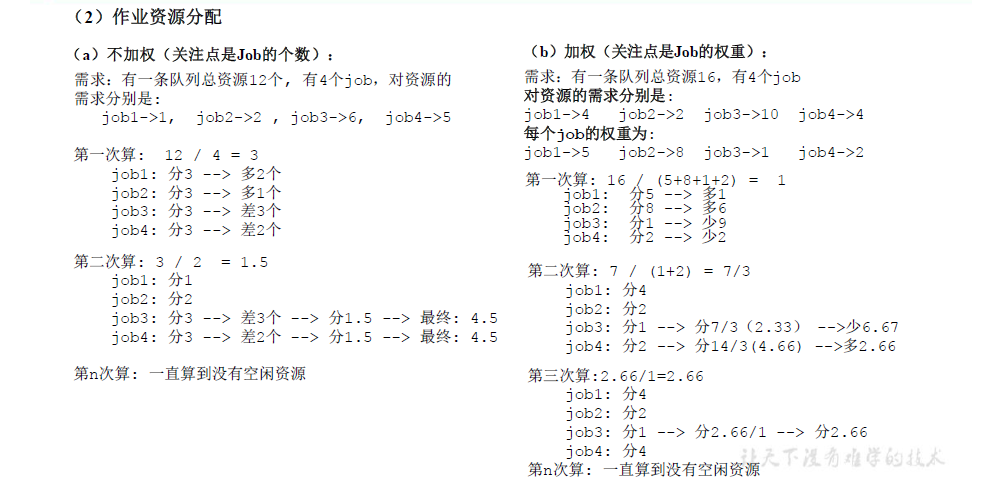 （2）作业资源分配
（a）不加权（关注点是Job的个数）:
需求: 有一条队列总资源12个, 有4个job，对资源的
需求分别是:
job1->1, job2->2 , job3->6, job4->5
第一次算: 12 / 4 = 3
job1: 分3 --> 多2个
job2: 分3 --> 多1个
job3: 分3 --> 差3个
job4: 分3 --> 差2个
第二次算: 3 / 2 = 1.5
job1: 分1
job2: 分2
job3: 分3 --> 差3个 --> 分1.5 --> 最终: 4.5
job4: 分3 --> 差2个 --> 分1.5 --> 最终: 4.5
第n次算: 一直算到没有空闲资源
（b）加权（关注点是Job的权重）:
需求: 有一条队列总资源16，有4个job
对资源的需求分别是:
job1->4 job2->2 job3->10 job4->4
每个job的权重为:
job1->5 job2->8 job3->1 job4->2
第一次算: 16 / (5+8+1+2) = 1
job1: 分5 --> 多1
job2: 分8 --> 多6
job3: 分1 --> 少9
job4: 分2 --> 少2
第二次算: 7 / (1+2) = 7/3
job1: 分4
job2: 分2
job3: 分1 --> 分7/3（2.33） -->少6.67
job4: 分2 --> 分14/3(4.66) -->多2.66
第三次算:2.66/1=2.66
job1: 分4
job2: 分2
job3: 分1 --> 分2.66/1 --> 分2.66
job4: 分4
第n次算: 一直算到没有空闲资源
让天下没有难学的技术